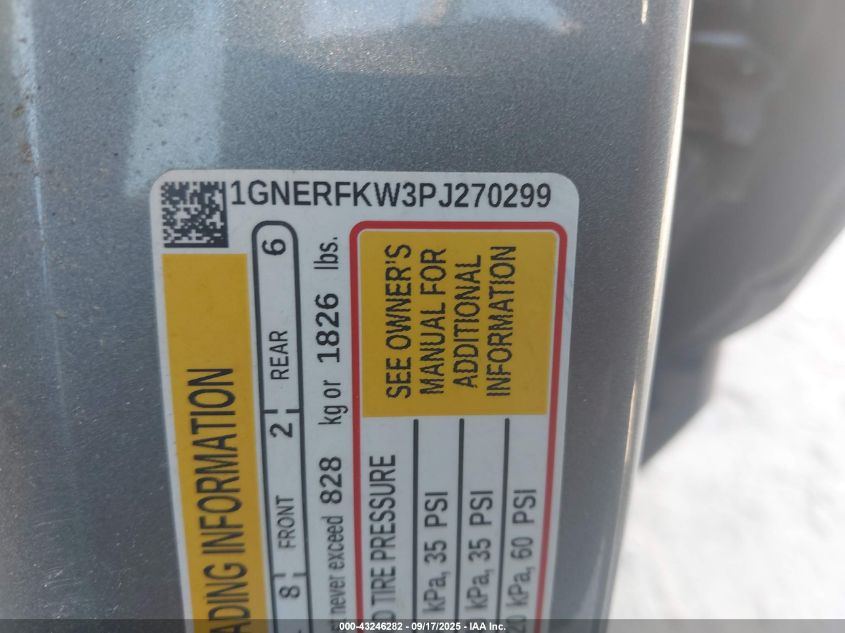 1GNERFKW3PJ270299
ADING INFORMATION
8 FRONT 2 REAR 6
never exceed 828 kg or 1826 lbs.
TIRE PRESSURE
SEE OWNER'S
MANUAL FOR
ADDITIONAL
INFORMATION
kPa, 35 PSI
kPa, 35 PSI
kPa, 60 PSI
000-43246282 - 09/17/2025 - IAA Inc.